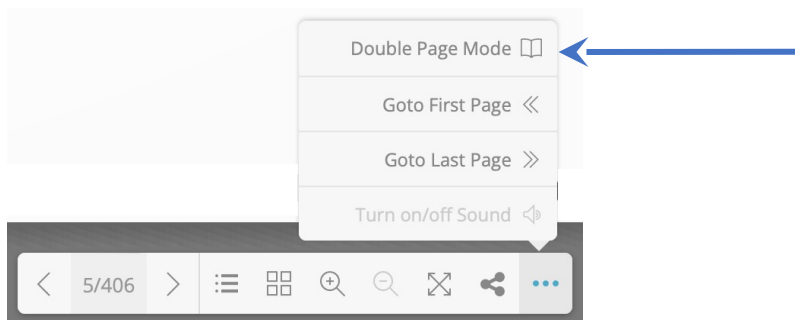 Double Page Mode
Goto First Page
Goto Last Page
Turn on/off Sound
5/406